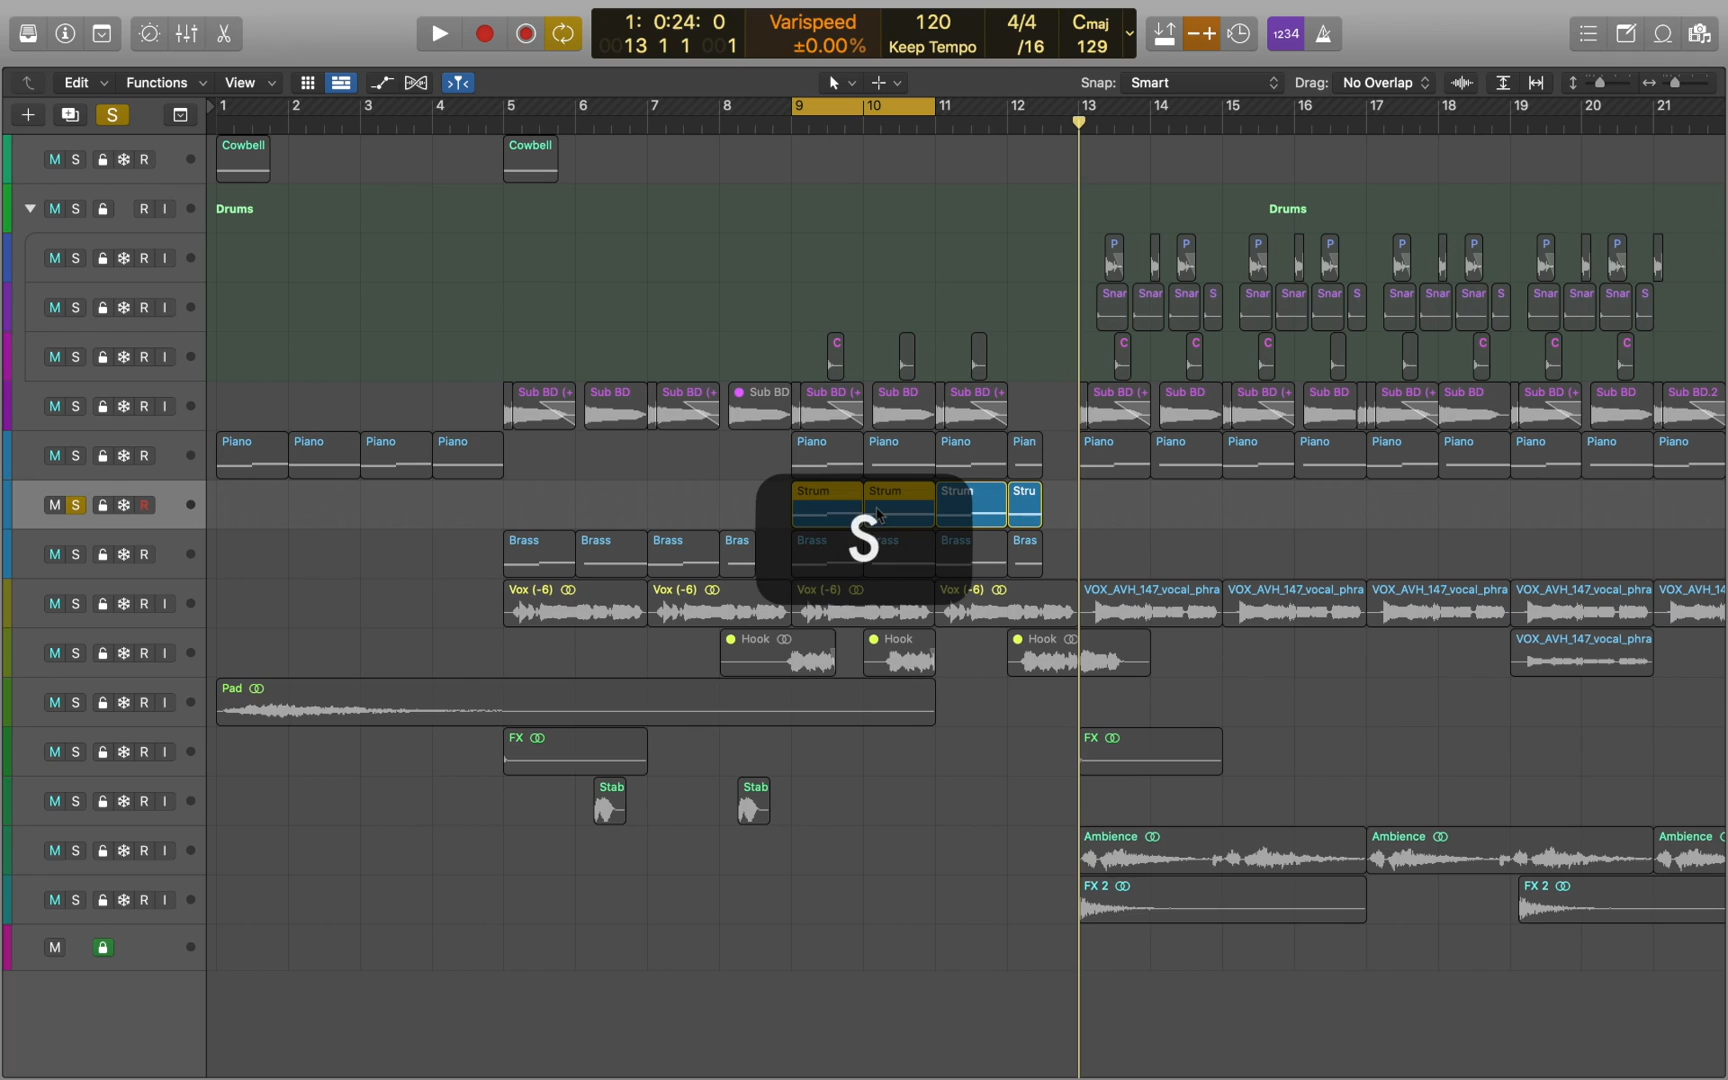 1: 0:24: 0
0013 1 1 001
Varispeed
±0.00%
120
Keep Tempo
4/4
/16
Cmaj
129
1234
Edit Functions View
Snap: Smart Drag: No Overlap
S
1 2 3 4 5 6 7 8 9 10 11 12 13 14 15 16 17 18 19 20 21
M S R Cowbell Cowbell
M S R I Drums Drums
M S R I P P P P P P P P
M S R I Snar Snar Snar S Snar Snar Snar S Snar Snar Snar S Snar Snar Snar S
M S R I C C C C C C C
M S R I Sub BD (+ Sub BD Sub BD (+ Sub BD Sub BD (+ Sub BD Sub BD (+ Sub BD (+ Sub BD Sub BD (+ Sub BD Sub BD (+ Sub BD Sub BD (+ Sub BD Sub BD.2
M S R Piano Piano Piano Piano Piano Piano Piano Pian Piano Piano Piano Piano Piano Piano Piano Piano Piano
M S R Strum Strum Strum Stru
S
M S R Brass Brass Brass Bras Brass Brass Brass Bras
M S R I Vox (-6) Vox (-6) Vox (-6) Vox (-6) VOX_AVH_147_vocal_phra VOX_AVH_147_vocal_phra VOX_AVH_147_vocal_phra VOX_AVH_147_vocal_phra VOX_AVH_14
M S R I Hook Hook Hook VOX_AVH_147_vocal_phra
M S R I Pad
M S R I FX FX
M S R I Stab Stab
M S R I Ambience Ambience Ambience
M S R I FX 2 FX 2
M